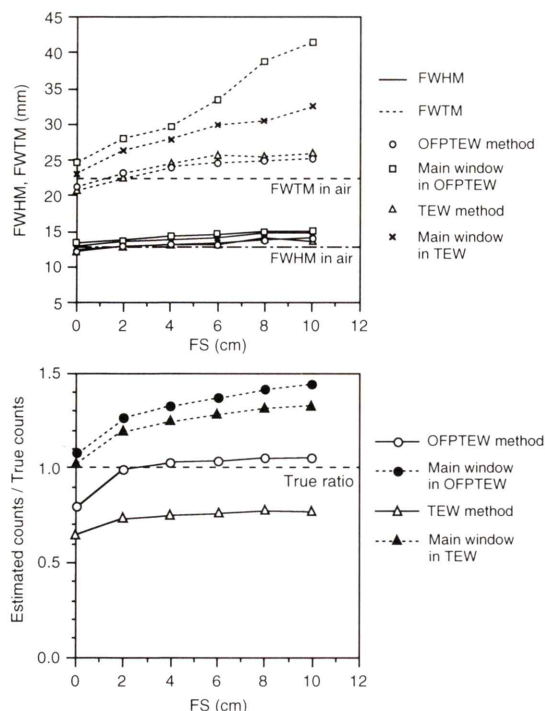 FWHM, FWTM (mm)
45
40
35
30
25
20
15
10
5
FWTM in air
FWHM in air
0 2 4 6 8 10 12
FS (cm)
FWHM
FWTM
OFPTEW method
Main window
in OFPTEW
TEW method
Main window
in TEW
Estimated counts / True counts
1.5
1.0
0.5
0.0
True ratio
0 2 4 6 8 10 12
FS (cm)
OFPTEW method
Main window
in OFPTEW
TEW method
Main window
in TEW